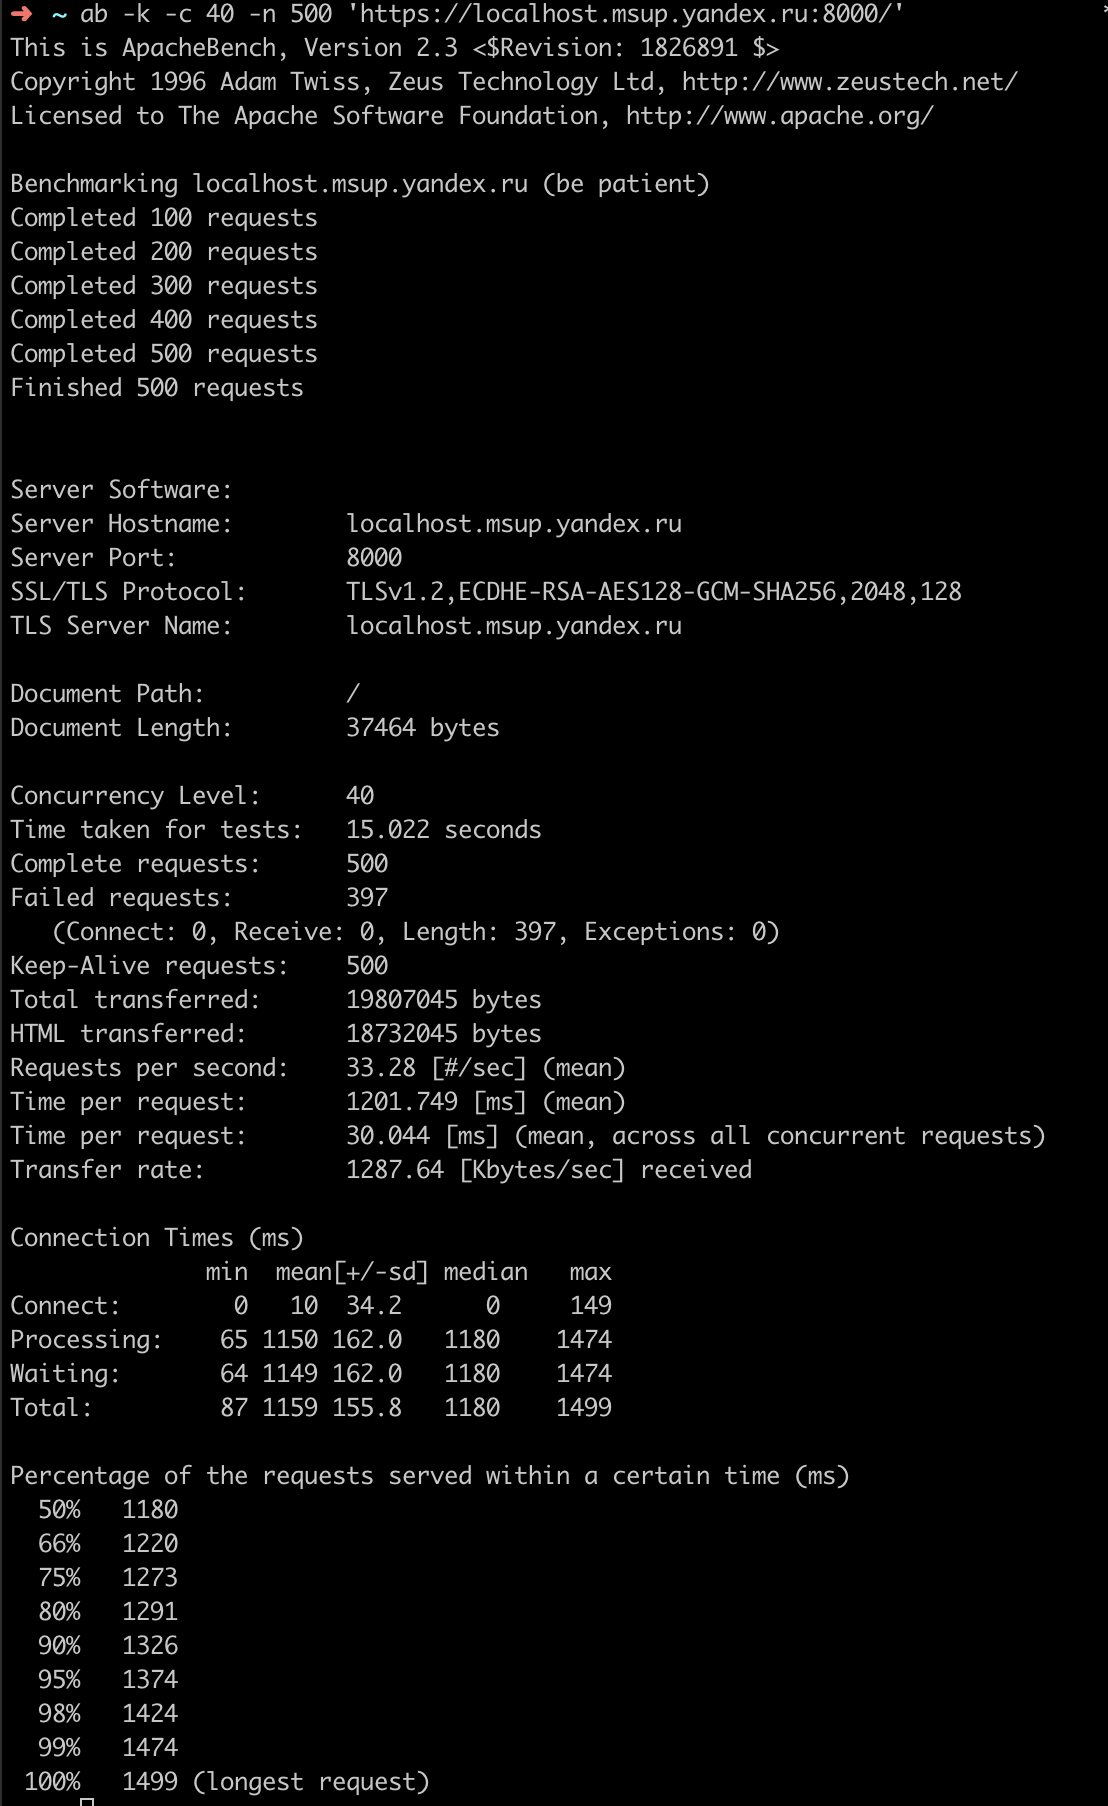 ➜ ~ ab -k -c 40 -n 500 'https://localhost.msup.yandex.ru:8000/'
This is ApacheBench, Version 2.3 <$Revision: 1826891 $>
Copyright 1996 Adam Twiss, Zeus Technology Ltd, http://www.zeustech.net/
Licensed to The Apache Software Foundation, http://www.apache.org/

Benchmarking localhost.msup.yandex.ru (be patient)
Completed 100 requests
Completed 200 requests
Completed 300 requests
Completed 400 requests
Completed 500 requests
Finished 500 requests

Server Software:
Server Hostname:        localhost.msup.yandex.ru
Server Port:            8000
SSL/TLS Protocol:       TLSv1.2,ECDHE-RSA-AES128-GCM-SHA256,2048,128
TLS Server Name:        localhost.msup.yandex.ru

Document Path:          /
Document Length:        37464 bytes

Concurrency Level:      40
Time taken for tests:   15.022 seconds
Complete requests:      500
Failed requests:        397
   (Connect: 0, Receive: 0, Length: 397, Exceptions: 0)
Keep-Alive requests:    500
Total transferred:      19807045 bytes
HTML transferred:       18732045 bytes
Requests per second:    33.28 [#/sec] (mean)
Time per request:       1201.749 [ms] (mean)
Time per request:       30.044 [ms] (mean, across all concurrent requests)
Transfer rate:          1287.64 [Kbytes/sec] received

Connection Times (ms)
              min  mean[+/-sd] median   max
Connect:        0   10  34.2      0     149
Processing:    65 1150 162.0   1180    1474
Waiting:       64 1149 162.0   1180    1474
Total:         87 1159 155.8   1180    1499

Percentage of the requests served within a certain time (ms)
  50%   1180
  66%   1220
  75%   1273
  80%   1291
  90%   1326
  95%   1374
  98%   1424
  99%   1474
 100%   1499 (longest request)